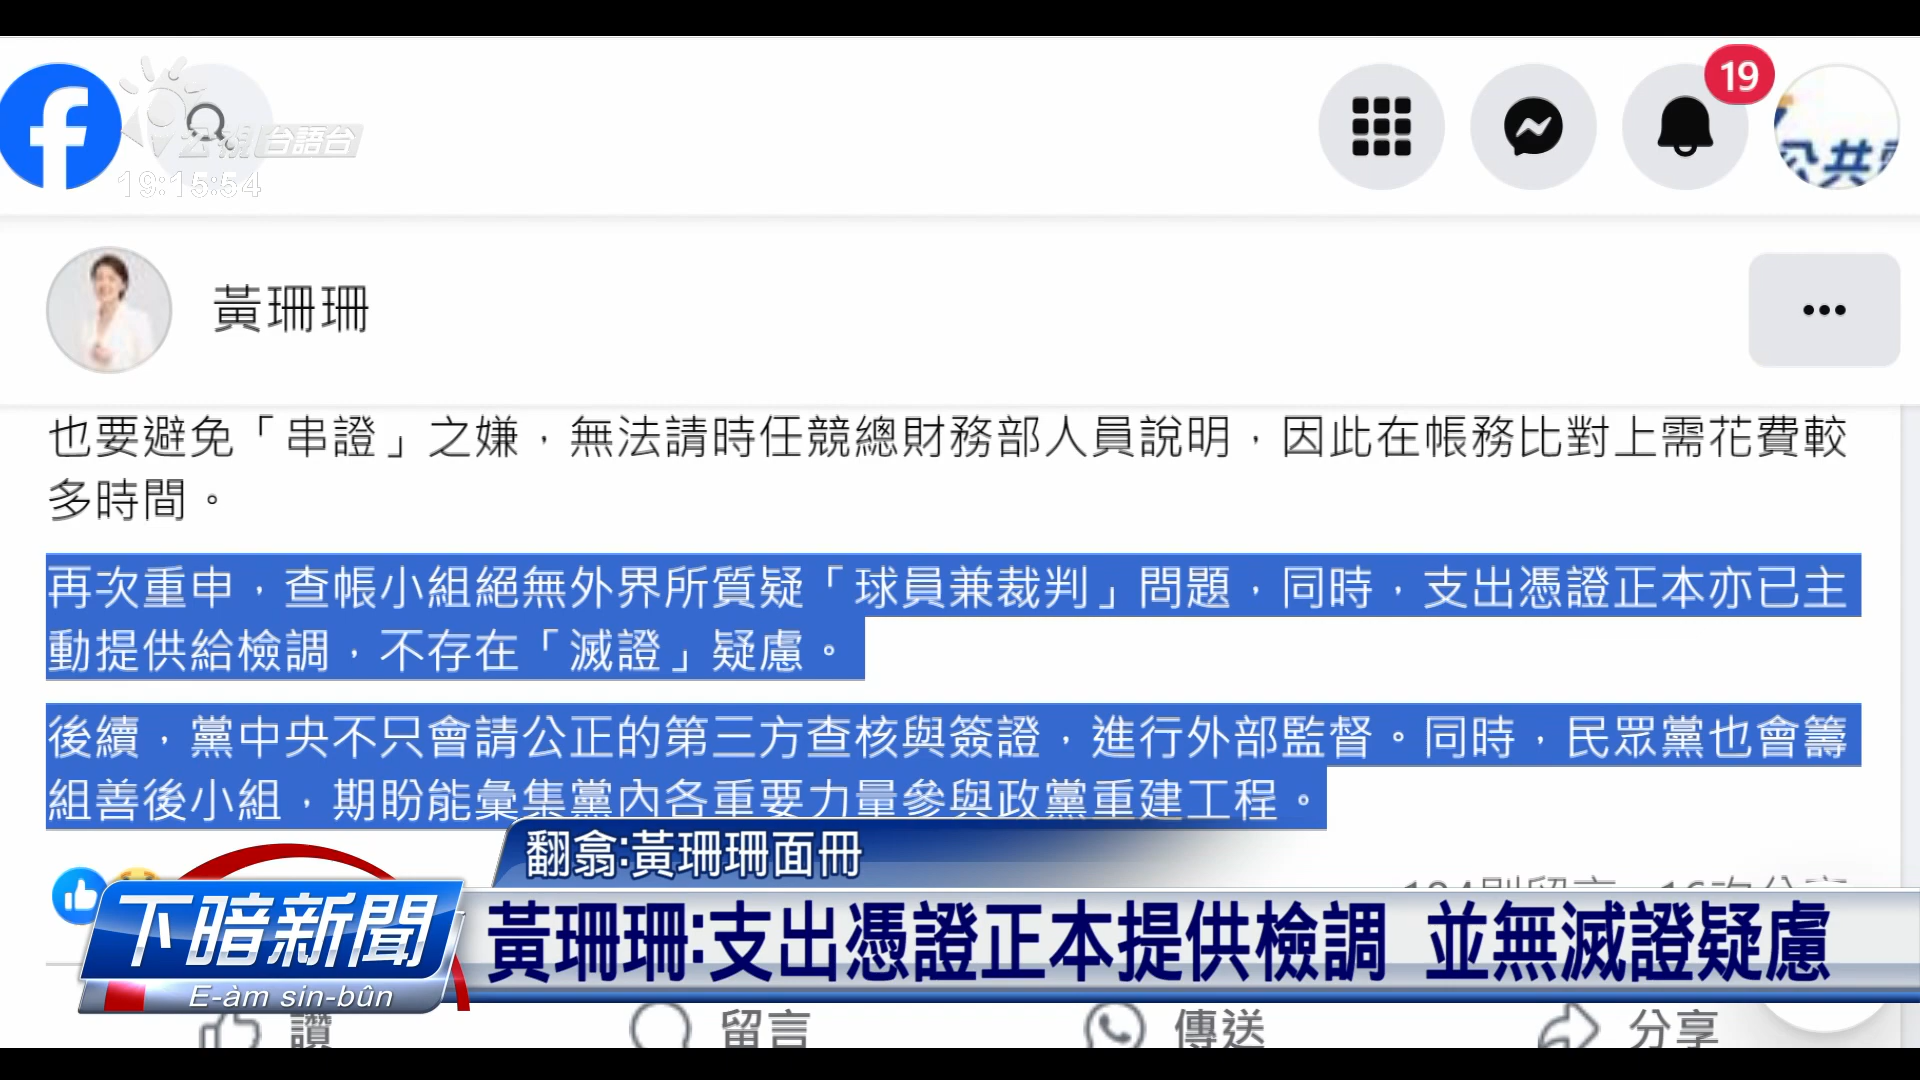 19
公視台語台
公共
19:15:54
黃珊珊
也要避免「串證」之嫌，無法請時任競總財務部人員說明，因此在帳務比對上需花費較
多時間。
再次重申，查帳小組絕無外界所質疑「球員兼裁判」問題，同時，支出憑證正本亦已主
動提供給檢調，不存在「滅證」疑慮。
後續，黨中央不只會請公正的第三方查核與簽證，進行外部監督。同時，民眾黨也會籌
組善後小組，期盼能彙集黨內各重要力量參與政黨重建工程。
翻翕:黃珊珊面冊
下暗新聞
E-àm sin-bûn
黃珊珊:支出憑證正本提供檢調 並無滅證疑慮
讚
留言
傳送
分享